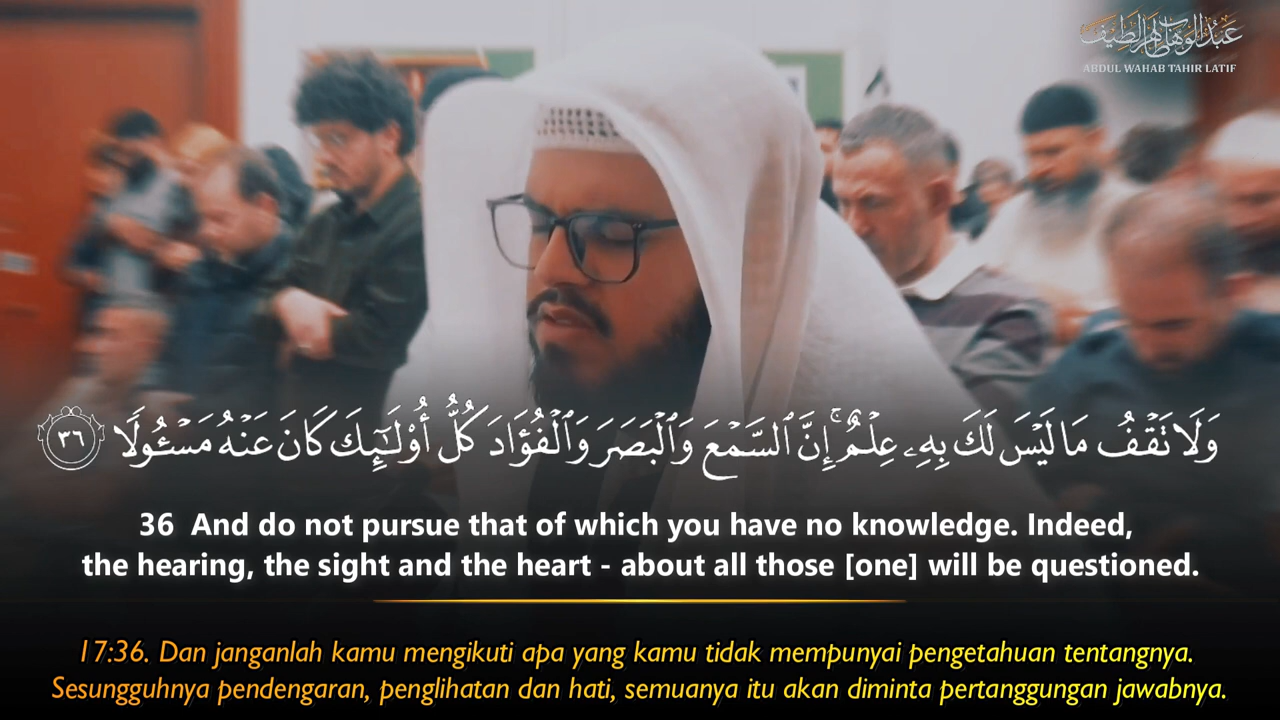 عبد الوهاب طاهر لطيف
ABDUL WAHAB TAHIR LATIF
وَلَا تَقْفُ مَا لَيْسَ لَكَ بِهِۦ عِلْمٌ ۚ إِنَّ ٱلسَّمْعَ وَٱلْبَصَرَ وَٱلْفُؤَادَ كُلُّ أُو۟لَـٰٓئِكَ كَانَ عَنْهُ مَسْـُٔولًا ٣٦
36 And do not pursue that of which you have no knowledge. Indeed,
the hearing, the sight and the heart - about all those [one] will be questioned.
17:36. Dan janganlah kamu mengikuti apa yang kamu tidak mempunyai pengetahuan tentangnya.
Sesungguhnya pendengaran, penglihatan dan hati, semuanya itu akan diminta pertanggungan jawabnya.